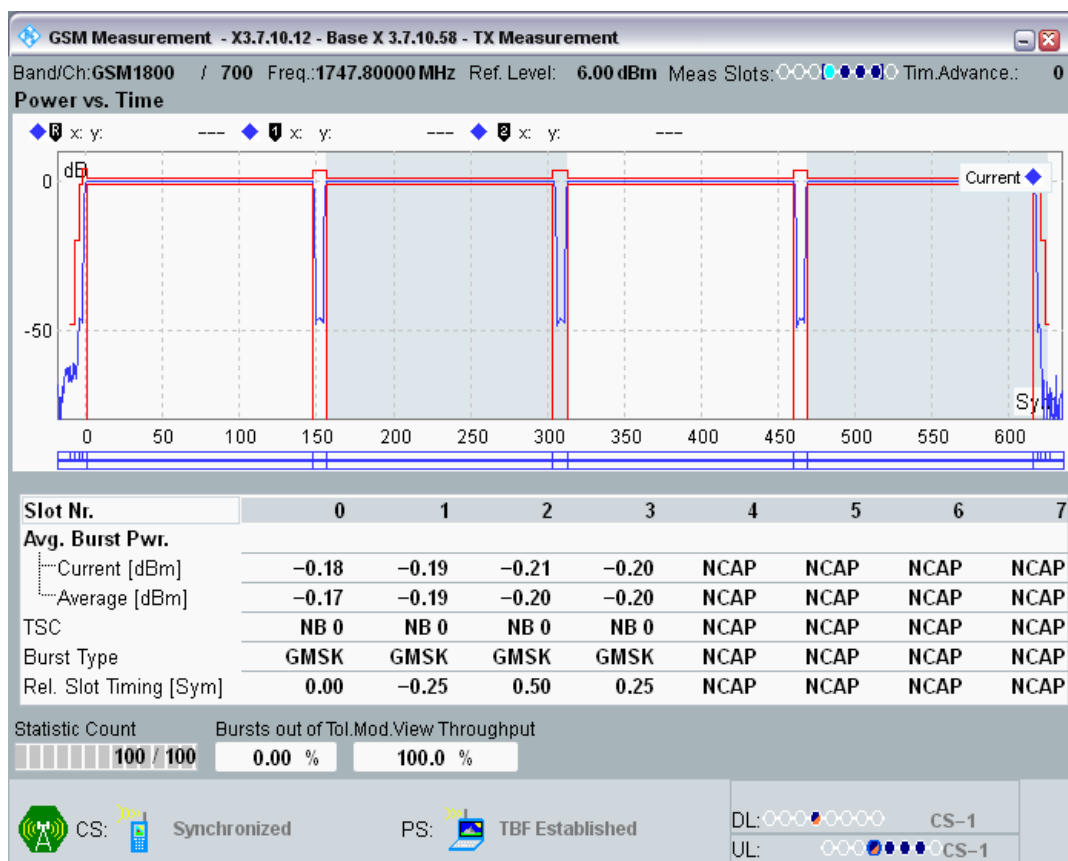 GSM Measurement - X3.7.10.12 - Base X 3.7.10.58 - TX Measurement
Band/Ch:GSM1800 / 700 Freq.:1747.80000 MHz Ref. Level: 6.00 dBm Meas Slots: Tim.Advance.: 0
Power vs. Time
R x: y: --- 1 x: y: --- 2 x: y: ---
dB
Current
0
-50
Sym
0 50 100 150 200 250 300 350 400 450 500 550 600
Slot Nr. 0 1 2 3 4 5 6 7
Avg. Burst Pwr.
Current [dBm] −0.18 −0.19 −0.21 −0.20 NCAP NCAP NCAP NCAP
Average [dBm] −0.17 −0.19 −0.20 −0.20 NCAP NCAP NCAP NCAP
TSC NB 0 NB 0 NB 0 NB 0 NCAP NCAP NCAP NCAP
Burst Type GMSK GMSK GMSK GMSK NCAP NCAP NCAP NCAP
Rel. Slot Timing [Sym] 0.00 −0.25 0.50 0.25 NCAP NCAP NCAP NCAP
Statistic Count Bursts out of Tol. Mod.View Throughput
100 / 100 0.00 % 100.0 %
CS: Synchronized PS: TBF Established DL: CS−1
UL: CS−1